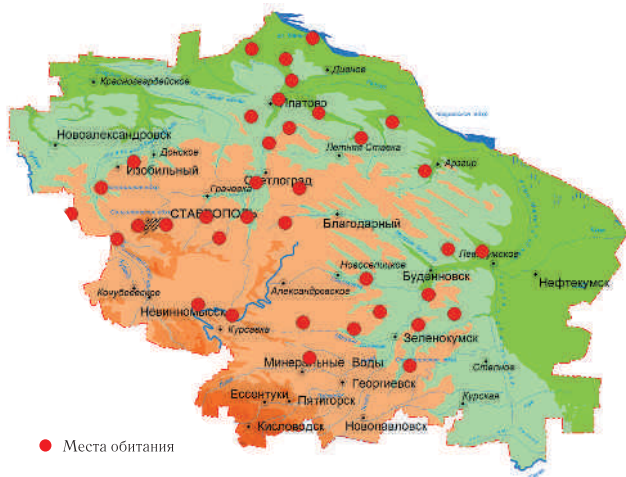 Дивное
Красногвардейское
Ипатово
Новоалександровск
Донское
Летняя Ставка
Арзгир
Изобильный
Светлоград
Грачевка
СТАВРОПОЛЬ
Благодарный
Левокумское
Новоселицкое
Буденновск
Нефтекумск
Кочубеевское
Александровское
Невинномысск
Курсавка
Зеленокумск
Минеральные Воды
Степное
Георгиевск
Ессентуки
Пятигорск
Курская
Кисловодск
Новопавловск
Места обитания